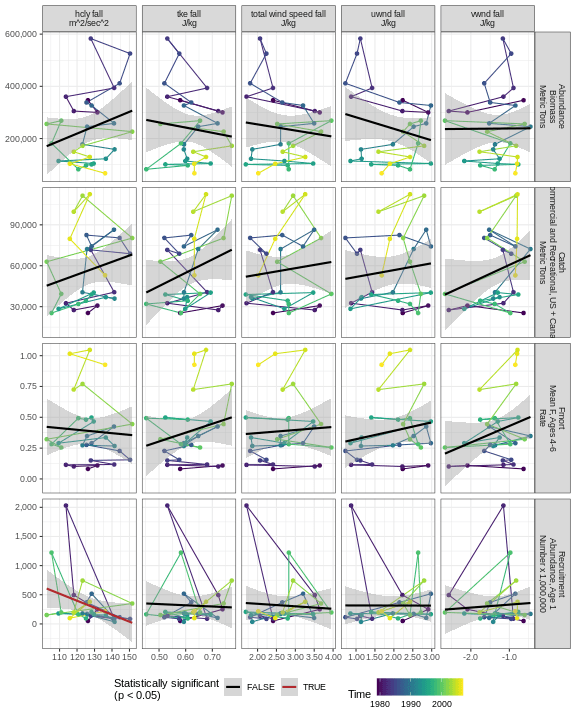 hdly fall
m^2/sec^2
tke fall
J/kg
total wind speed fall
J/kg
uwnd fall
J/kg
vwnd fall
J/kg
600,000
400,000
200,000
Abundance
Biomass
Metric Tons
90,000
60,000
30,000
Catch
ommercial and Recreational, US + Cana
Metric Tons
1.00
0.75
0.50
0.25
0.00
Fmort
Mean F, Ages 4-6
Rate
2,000
1,500
1,000
500
0
Recruitment
Abundance, Age 1
Number x 1,000,000
110 120 130 140 150
0.50 0.60 0.70
2.00 2.50 3.00 3.50 4.00
1.00 1.50 2.00 2.50 3.00
-2.0 -1.0
Statistically significant
(p < 0.05)
FALSE
TRUE
Time
1980 1990 2000